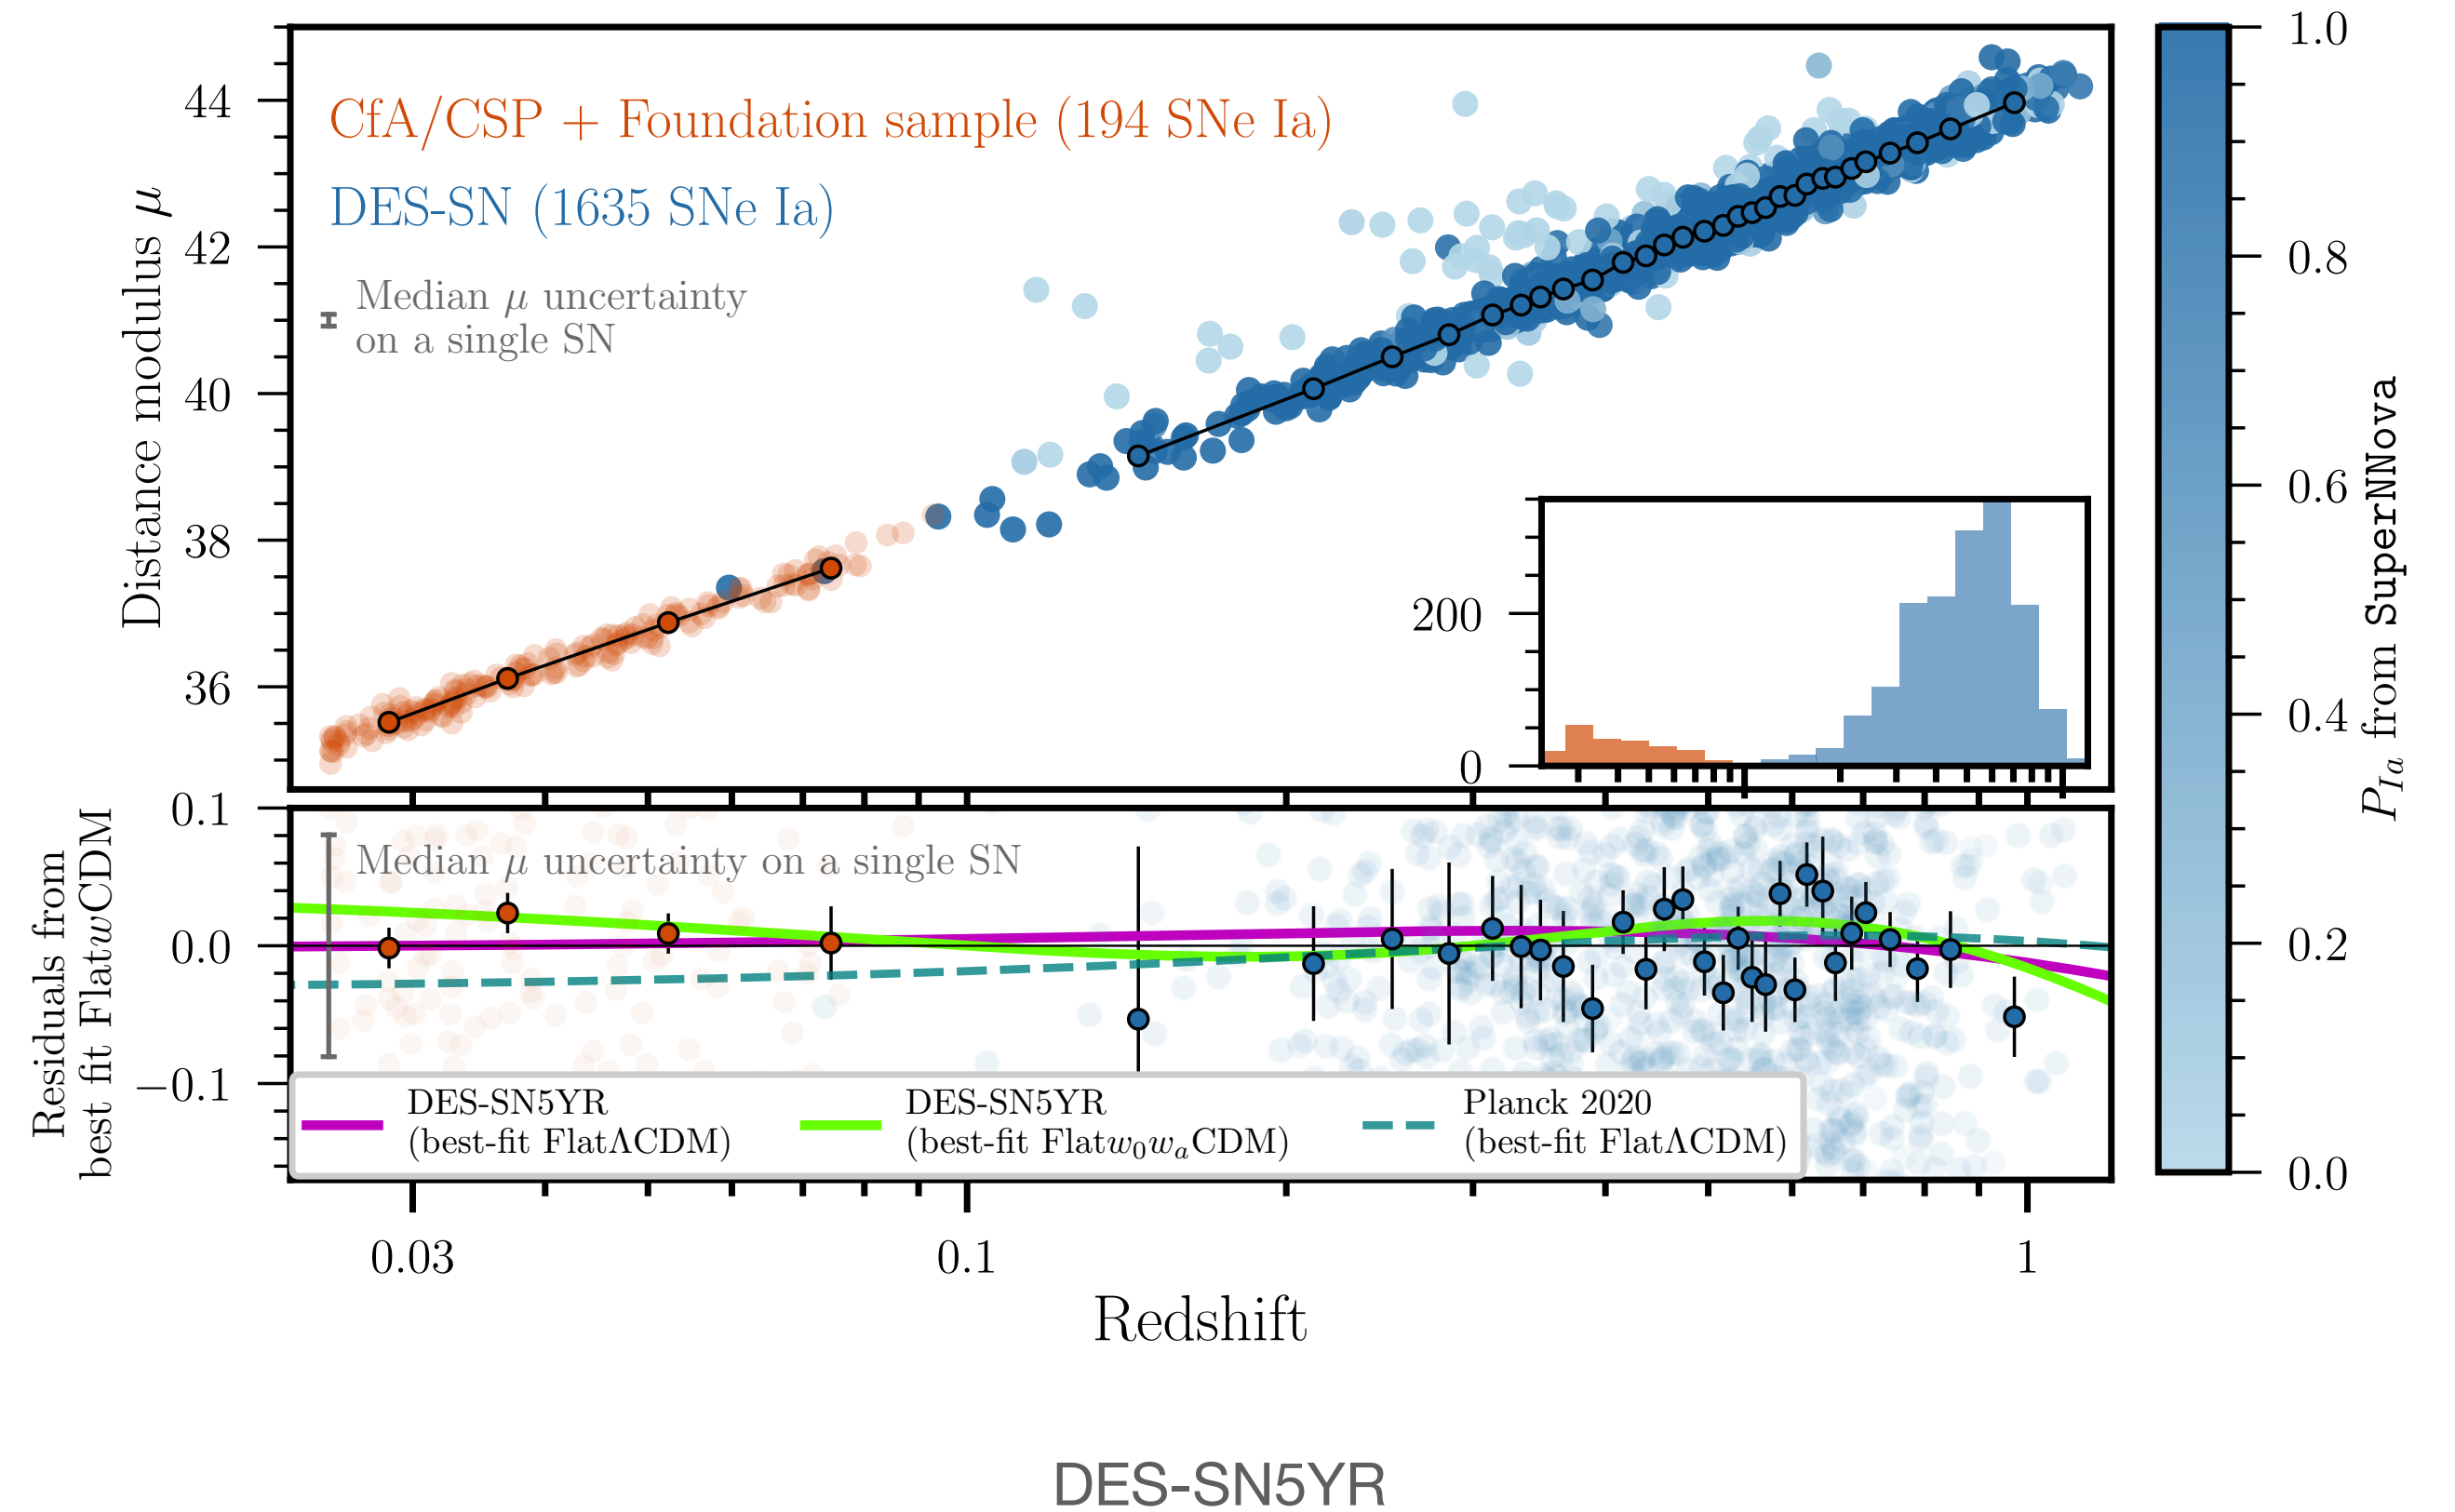 CfA/CSP + Foundation sample (194 SNe Ia)
DES-SN (1635 SNe Ia)
Median μ uncertainty
on a single SN
Distance modulus μ
44
42
40
38
36
200
0
1.0
0.8
0.6
0.4
0.2
0.0
P_Ia from SuperNNova
Residuals from
best fit FlatwCDM
0.1
0.0
−0.1
Median μ uncertainty on a single SN
DES-SN5YR
(best-fit FlatΛCDM)
DES-SN5YR
(best-fit Flatw₀wₐCDM)
Planck 2020
(best-fit FlatΛCDM)
0.03
0.1
1
Redshift
DES-SN5YR